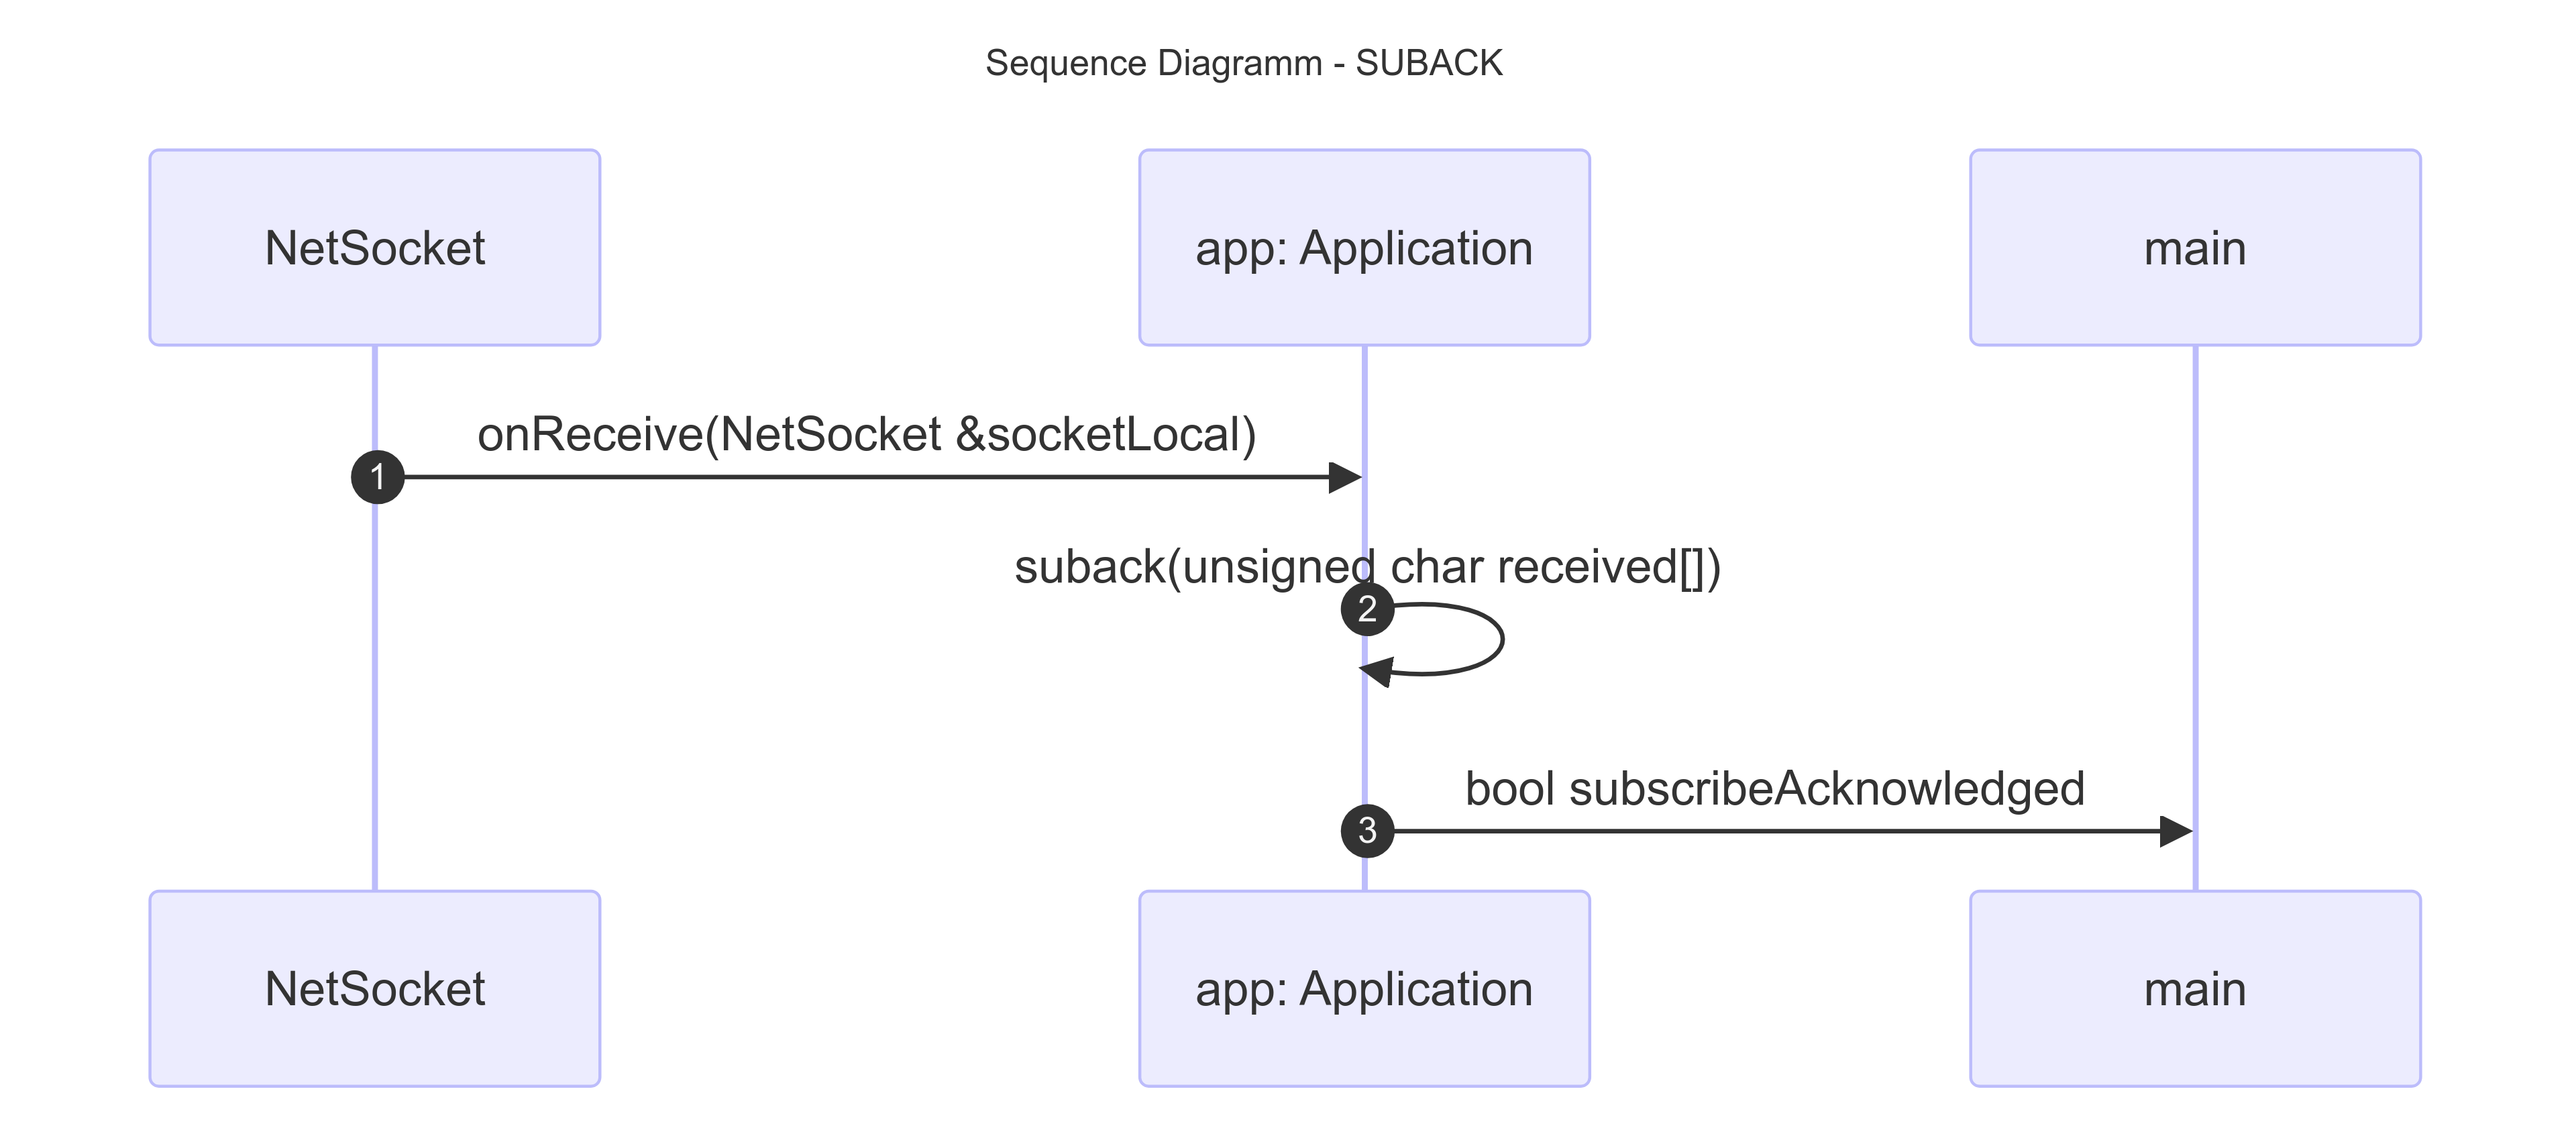 Sequence Diagramm - SUBACK
NetSocket
app: Application
main
onReceive(NetSocket &socketLocal)
1
suback(unsigned char received[])
2
bool subscribeAcknowledged
3
NetSocket
app: Application
main